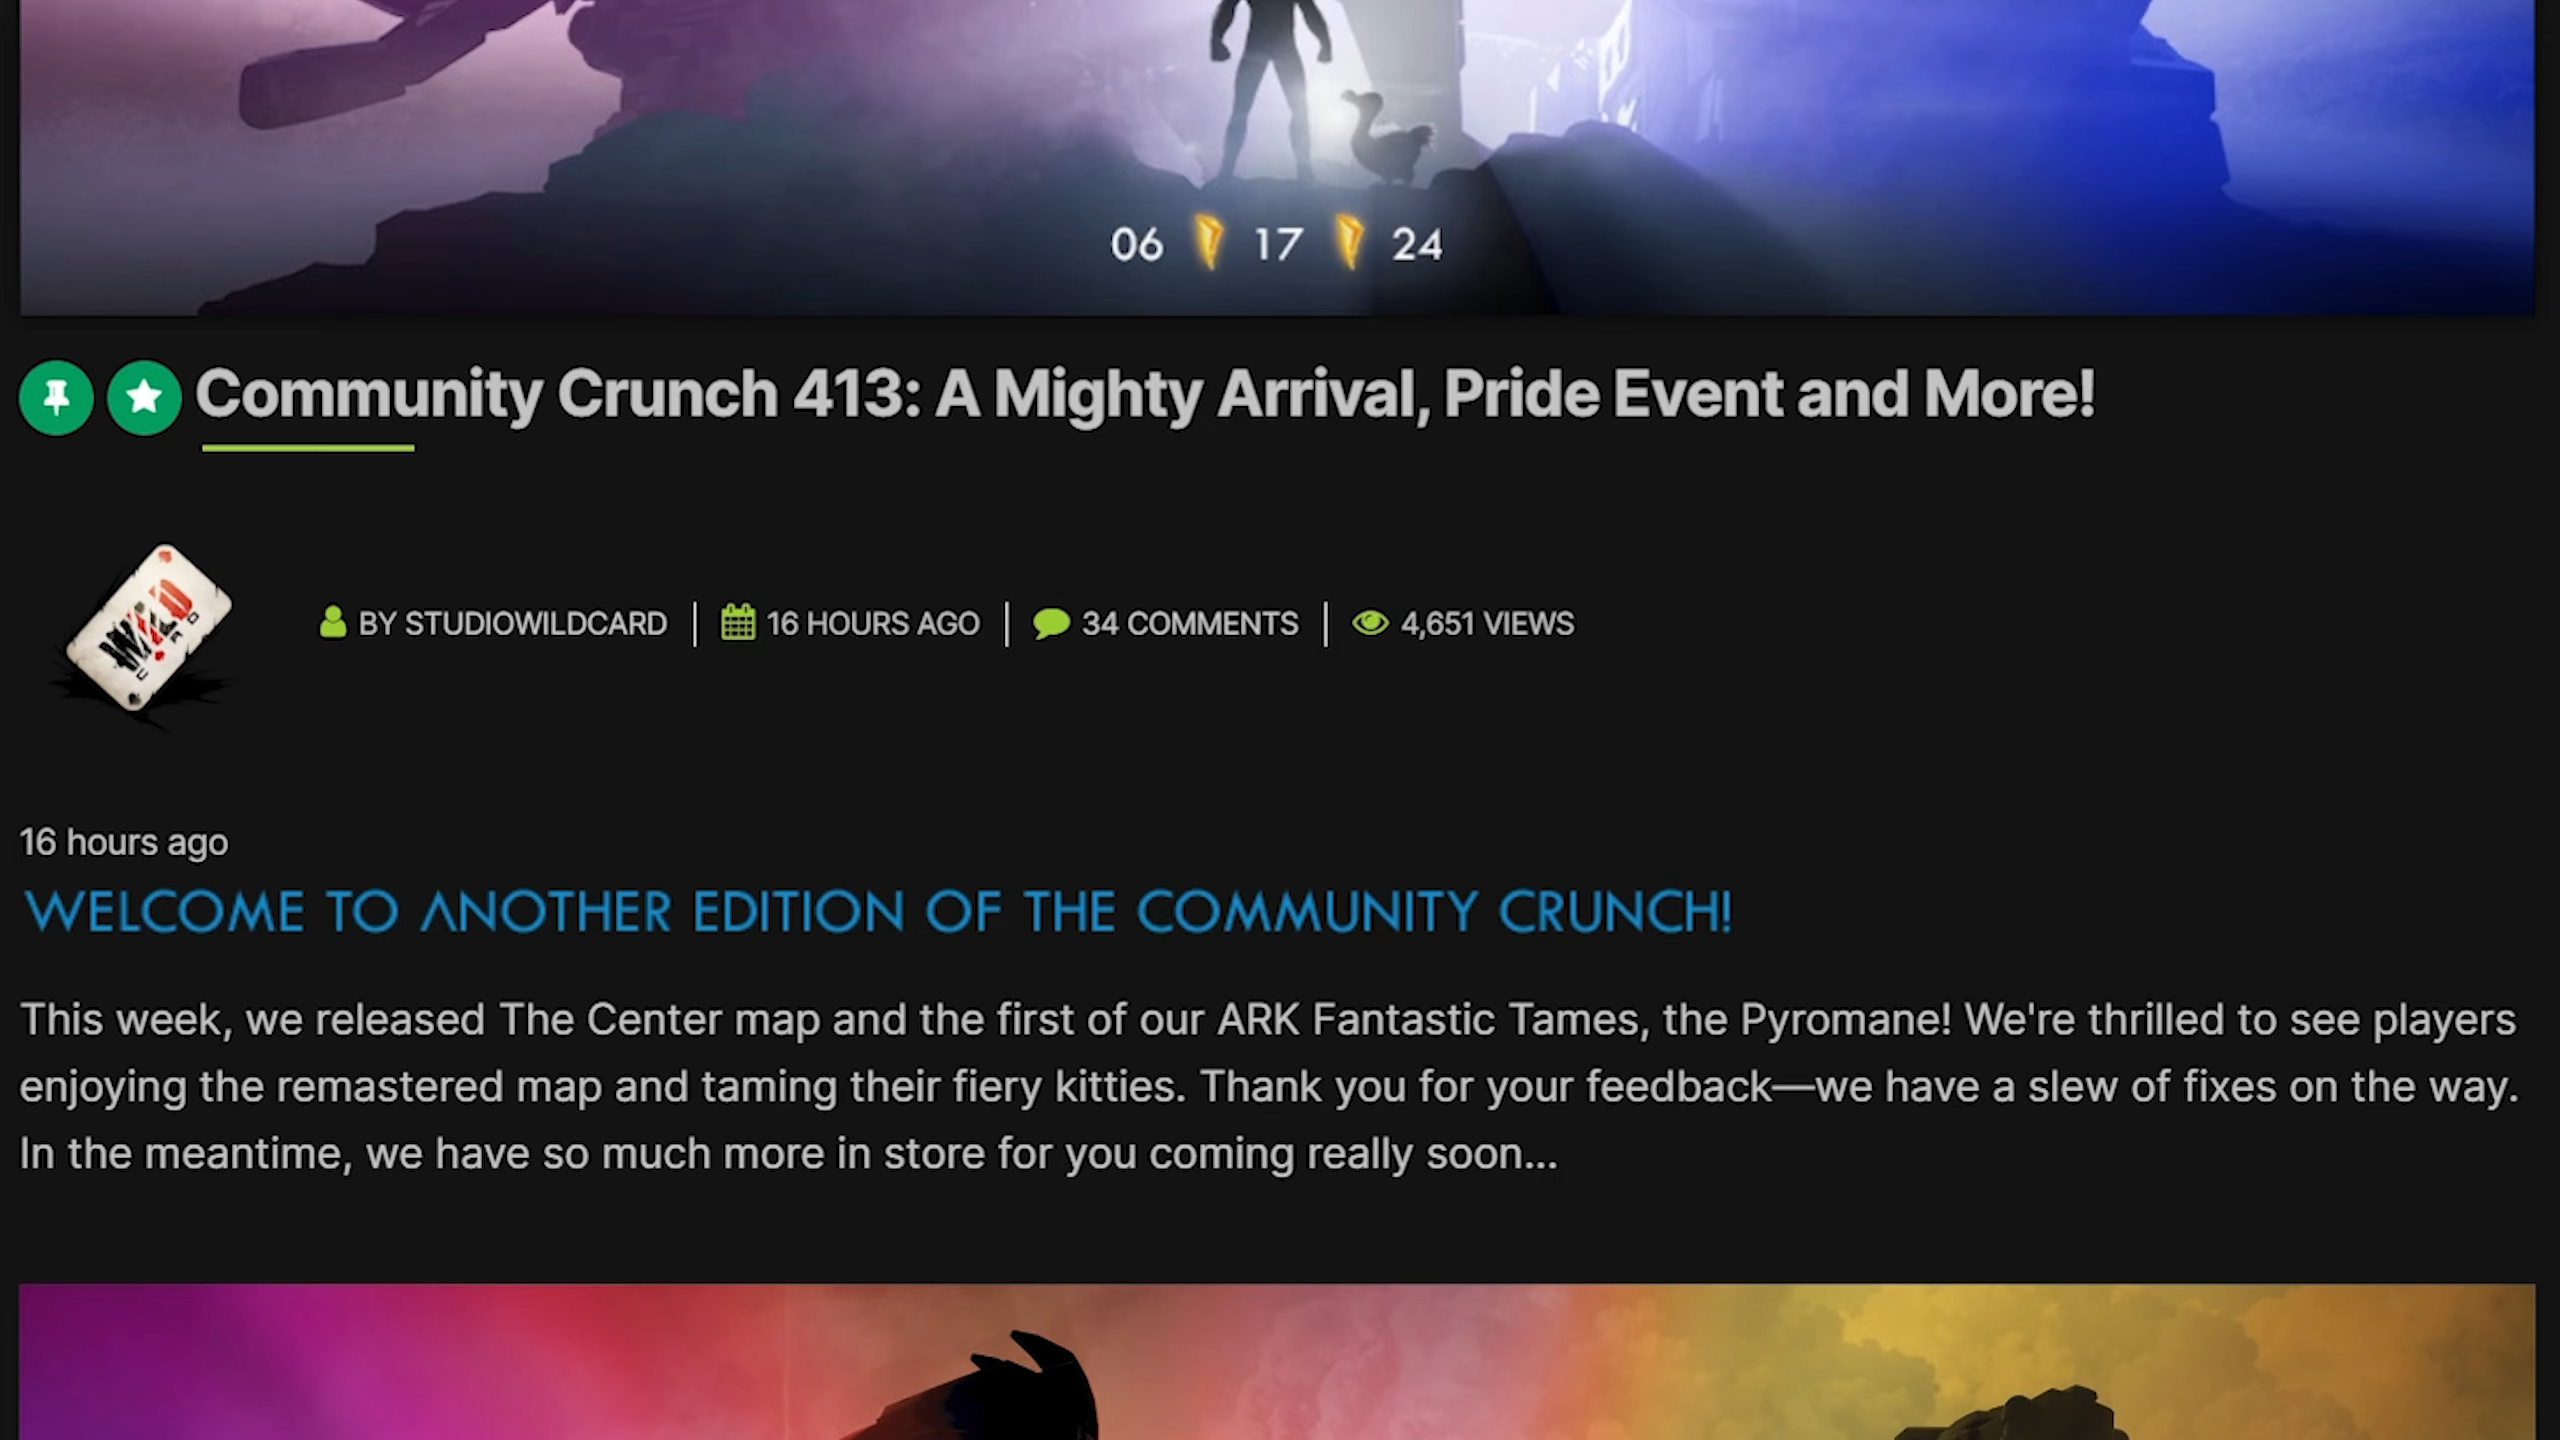 06 17 24
Community Crunch 413: A Mighty Arrival, Pride Event and More!
WILD
CARD
BY STUDIOWILDCARD | 16 HOURS AGO | 34 COMMENTS | 4,651 VIEWS
16 hours ago
WELCOME TO ANOTHER EDITION OF THE COMMUNITY CRUNCH!
This week, we released The Center map and the first of our ARK Fantastic Tames, the Pyromane! We're thrilled to see players
enjoying the remastered map and taming their fiery kitties. Thank you for your feedback—we have a slew of fixes on the way.
In the meantime, we have so much more in store for you coming really soon...